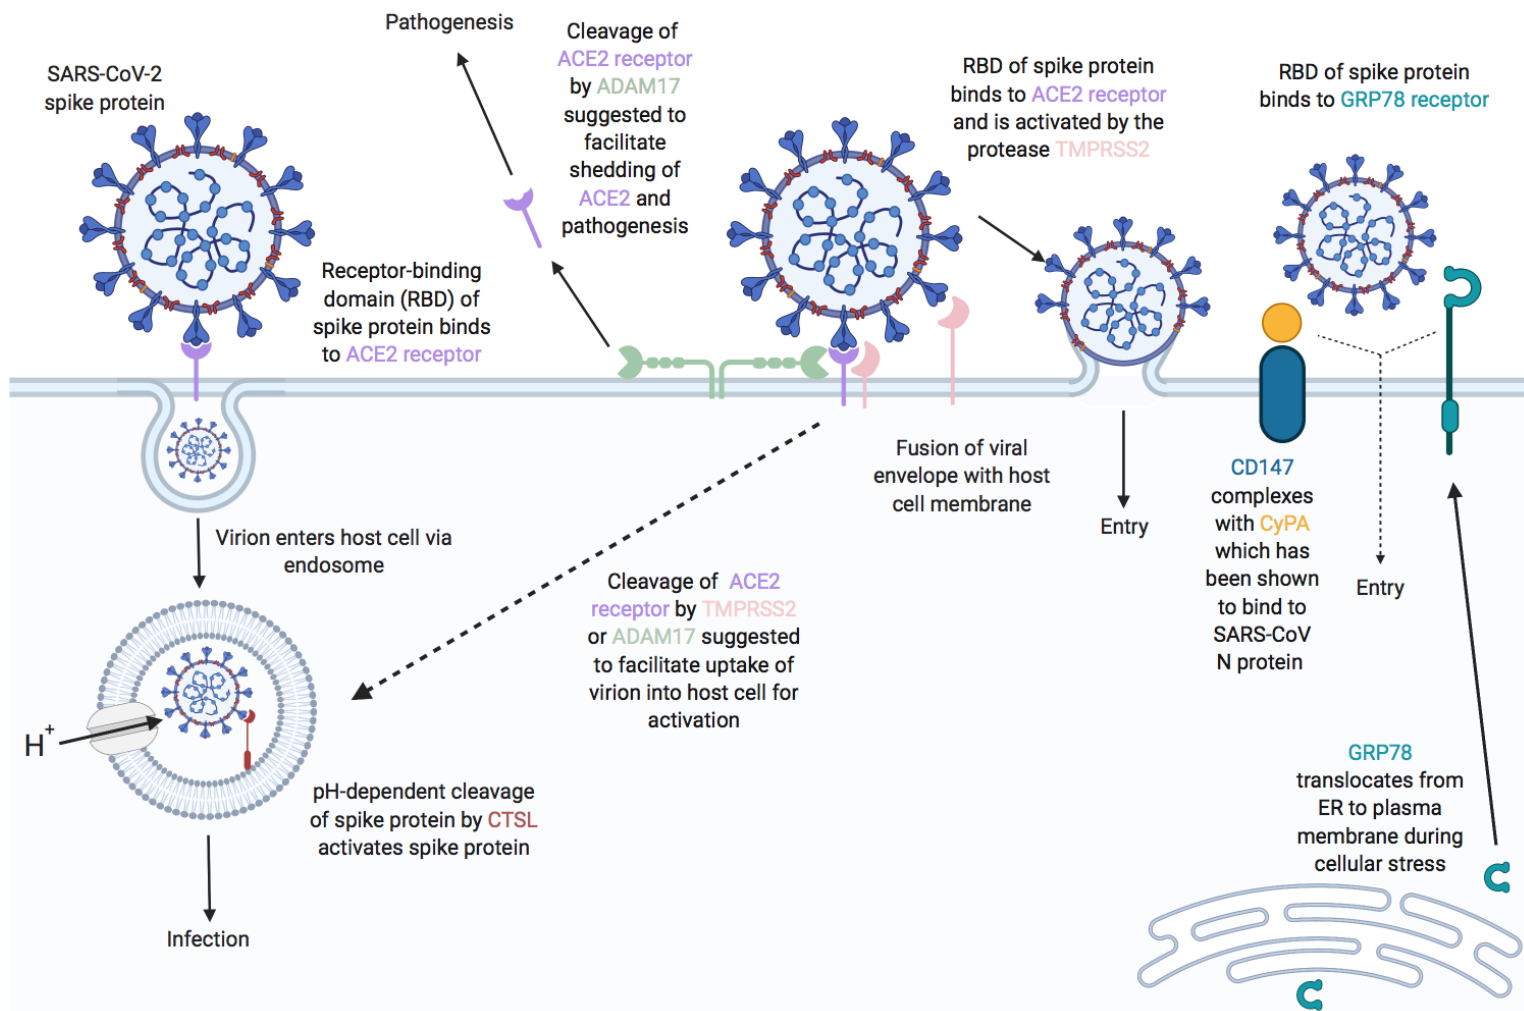 Pathogenesis
SARS-CoV-2
spike protein
Cleavage of
ACE2 receptor
by ADAM17
suggested to
facilitate
shedding of
ACE2 and
pathogenesis
Receptor-binding
domain (RBD) of
spike protein binds
to ACE2 receptor
RBD of spike protein
binds to ACE2 receptor
and is activated by the
protease TMPRSS2
RBD of spike protein
binds to GRP78 receptor
Virion enters host cell via
endosome
Fusion of viral
envelope with host
cell membrane
Entry
CD147
complexes
with CyPA
which has
been shown
to bind to
SARS-CoV
N protein
Entry
Cleavage of ACE2
receptor by TMPRSS2
or ADAM17 suggested
to facilitate uptake of
virion into host cell for
activation
H+
pH-dependent cleavage
of spike protein by CTSL
activates spike protein
Infection
GRP78
translocates from
ER to plasma
membrane during
cellular stress